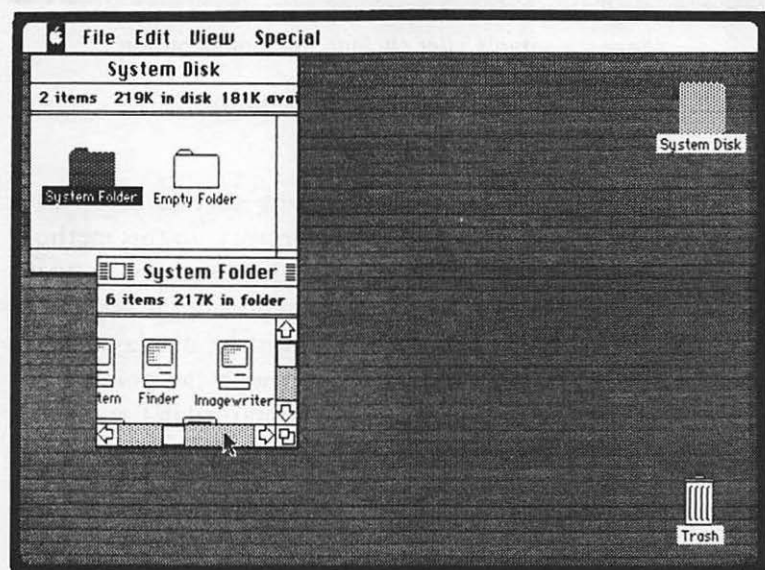 File Edit View Special
System Disk
2 items 219K in disk 181K avai
System Folder Empty Folder
System Folder
6 items 217K in folder
tem Finder Imagewriter
System Disk
Trash